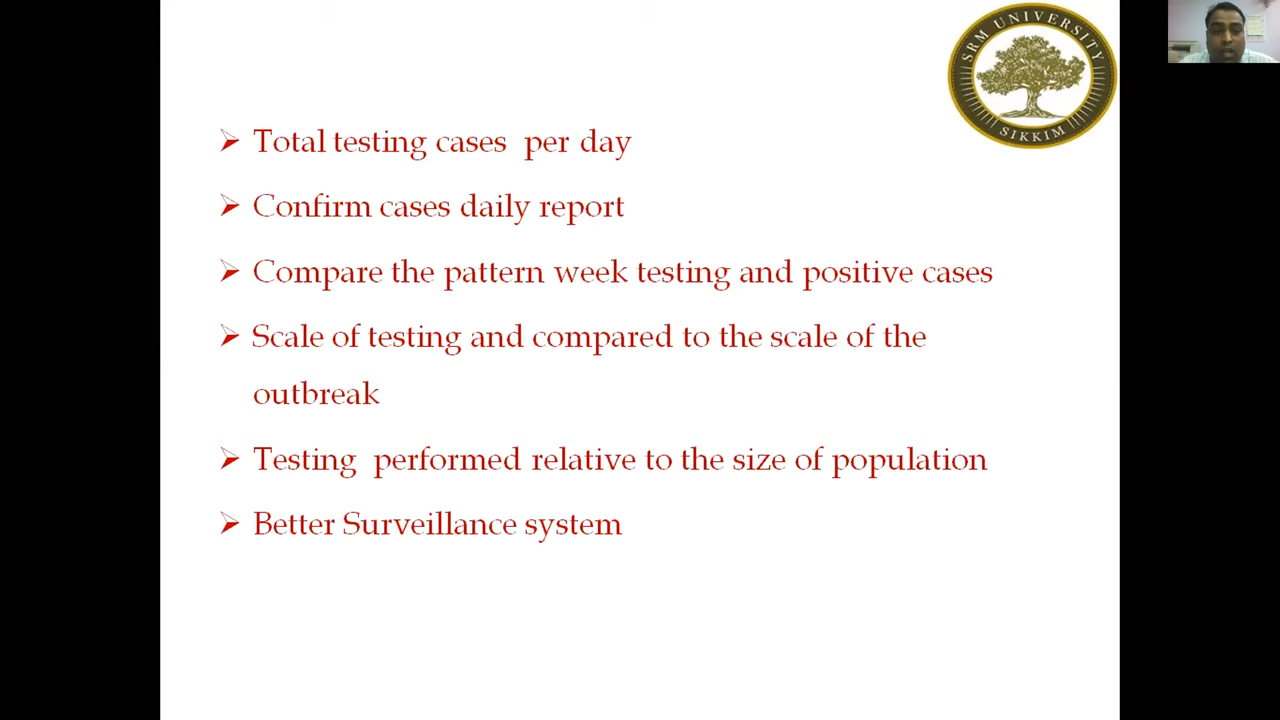 SRM UNIVERSITY
SIKKIM
➢ Total testing cases per day
➢ Confirm cases daily report
➢ Compare the pattern week testing and positive cases
➢ Scale of testing and compared to the scale of the
outbreak
➢ Testing performed relative to the size of population
➢ Better Surveillance system